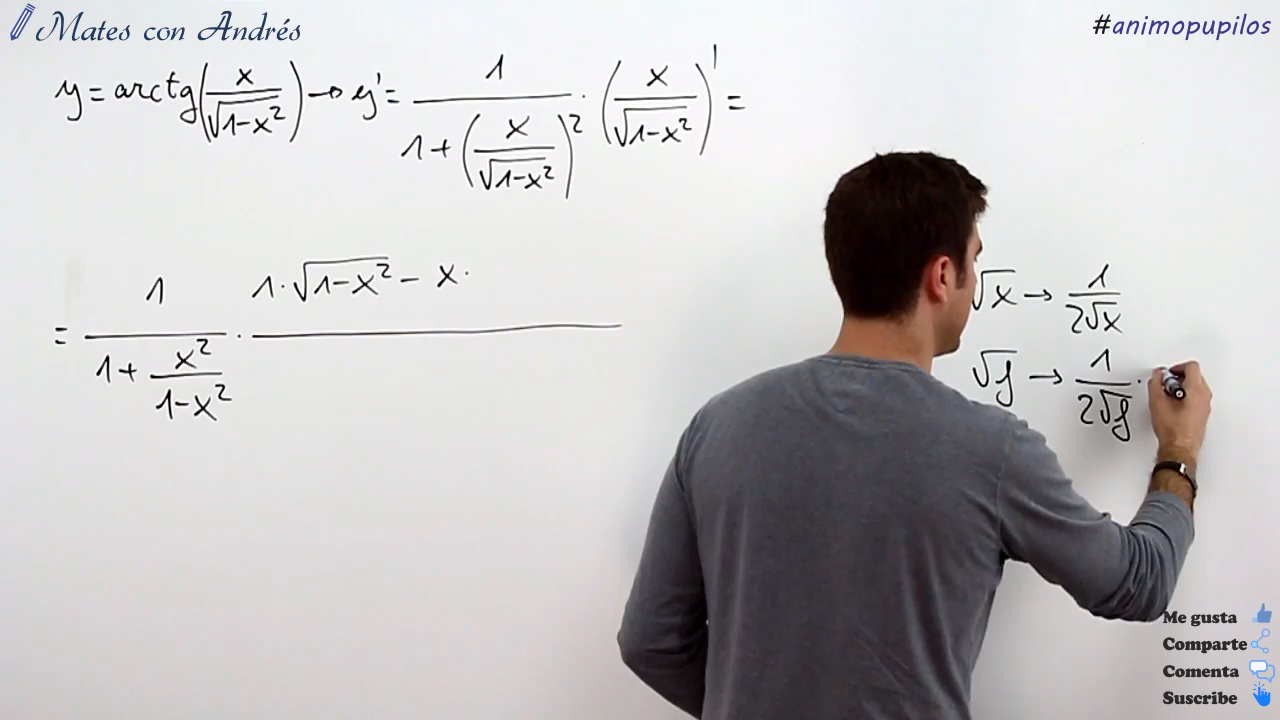 Mates con Andrés
#animopupilos
y = arctg(x/√(1-x²)) → y' = 1/(1+(x/√(1-x²))²) · (x/√(1-x²))' =
= 1/(1+x²/(1-x²)) · 1·√(1-x²) - x·
√x → 1/(2√x)
√f → 1/(2√f) ·
Me gusta
Comparte
Comenta
Suscribe